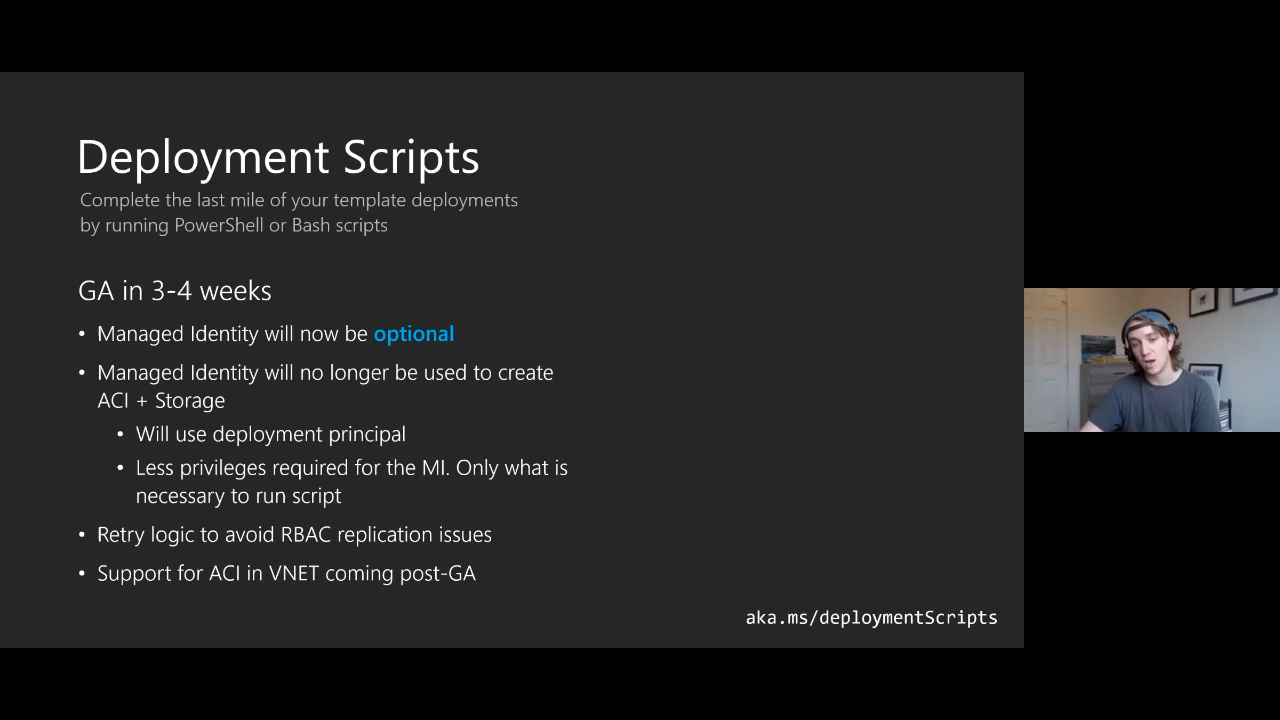 Deployment Scripts
Complete the last mile of your template deployments
by running PowerShell or Bash scripts
GA in 3-4 weeks
• Managed Identity will now be optional
• Managed Identity will no longer be used to create
ACI + Storage
• Will use deployment principal
• Less privileges required for the MI. Only what is
necessary to run script
• Retry logic to avoid RBAC replication issues
• Support for ACI in VNET coming post-GA
aka.ms/deploymentScripts